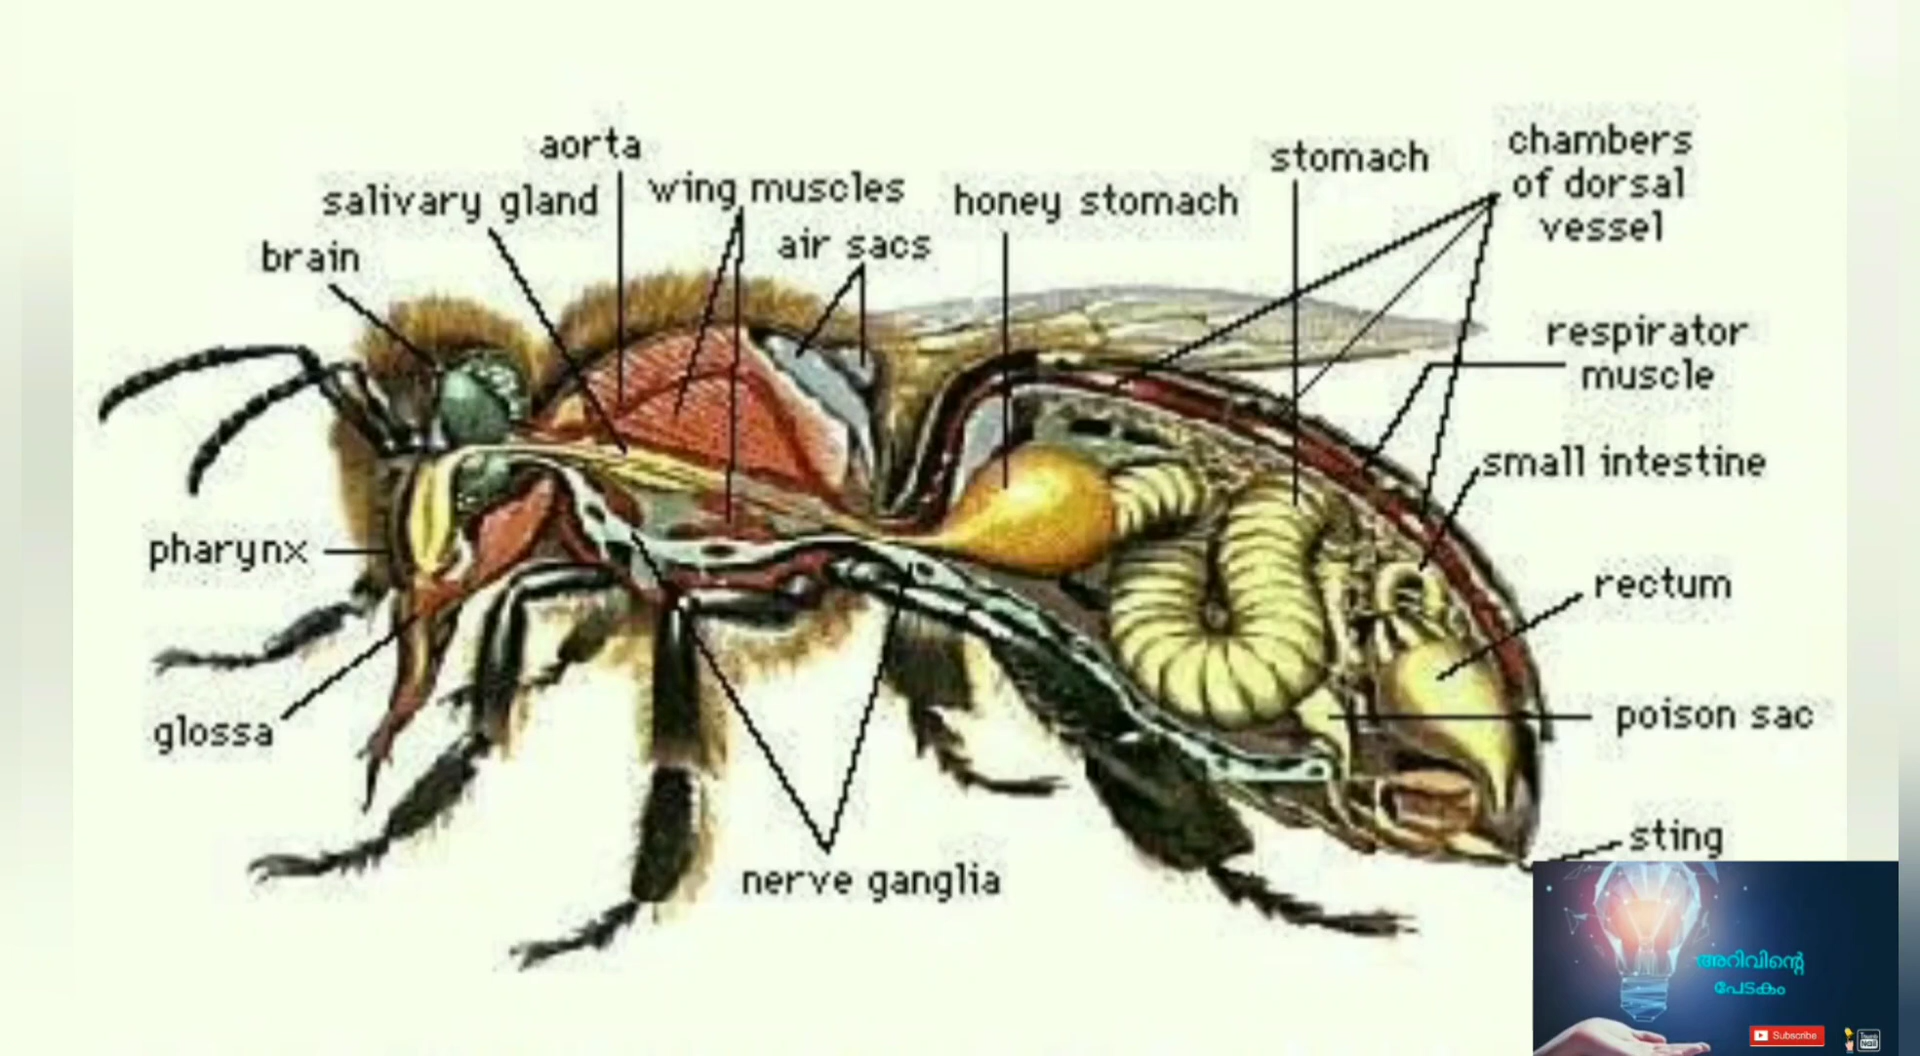 aorta
salivary gland
wing muscles
brain
air sacs
honey stomach
stomach
chambers
of dorsal
vessel
respirator
muscle
small intestine
rectum
poison sac
sting
pharynx
glossa
nerve ganglia
അറിവിന്റെ
പേടകം
Subscribe